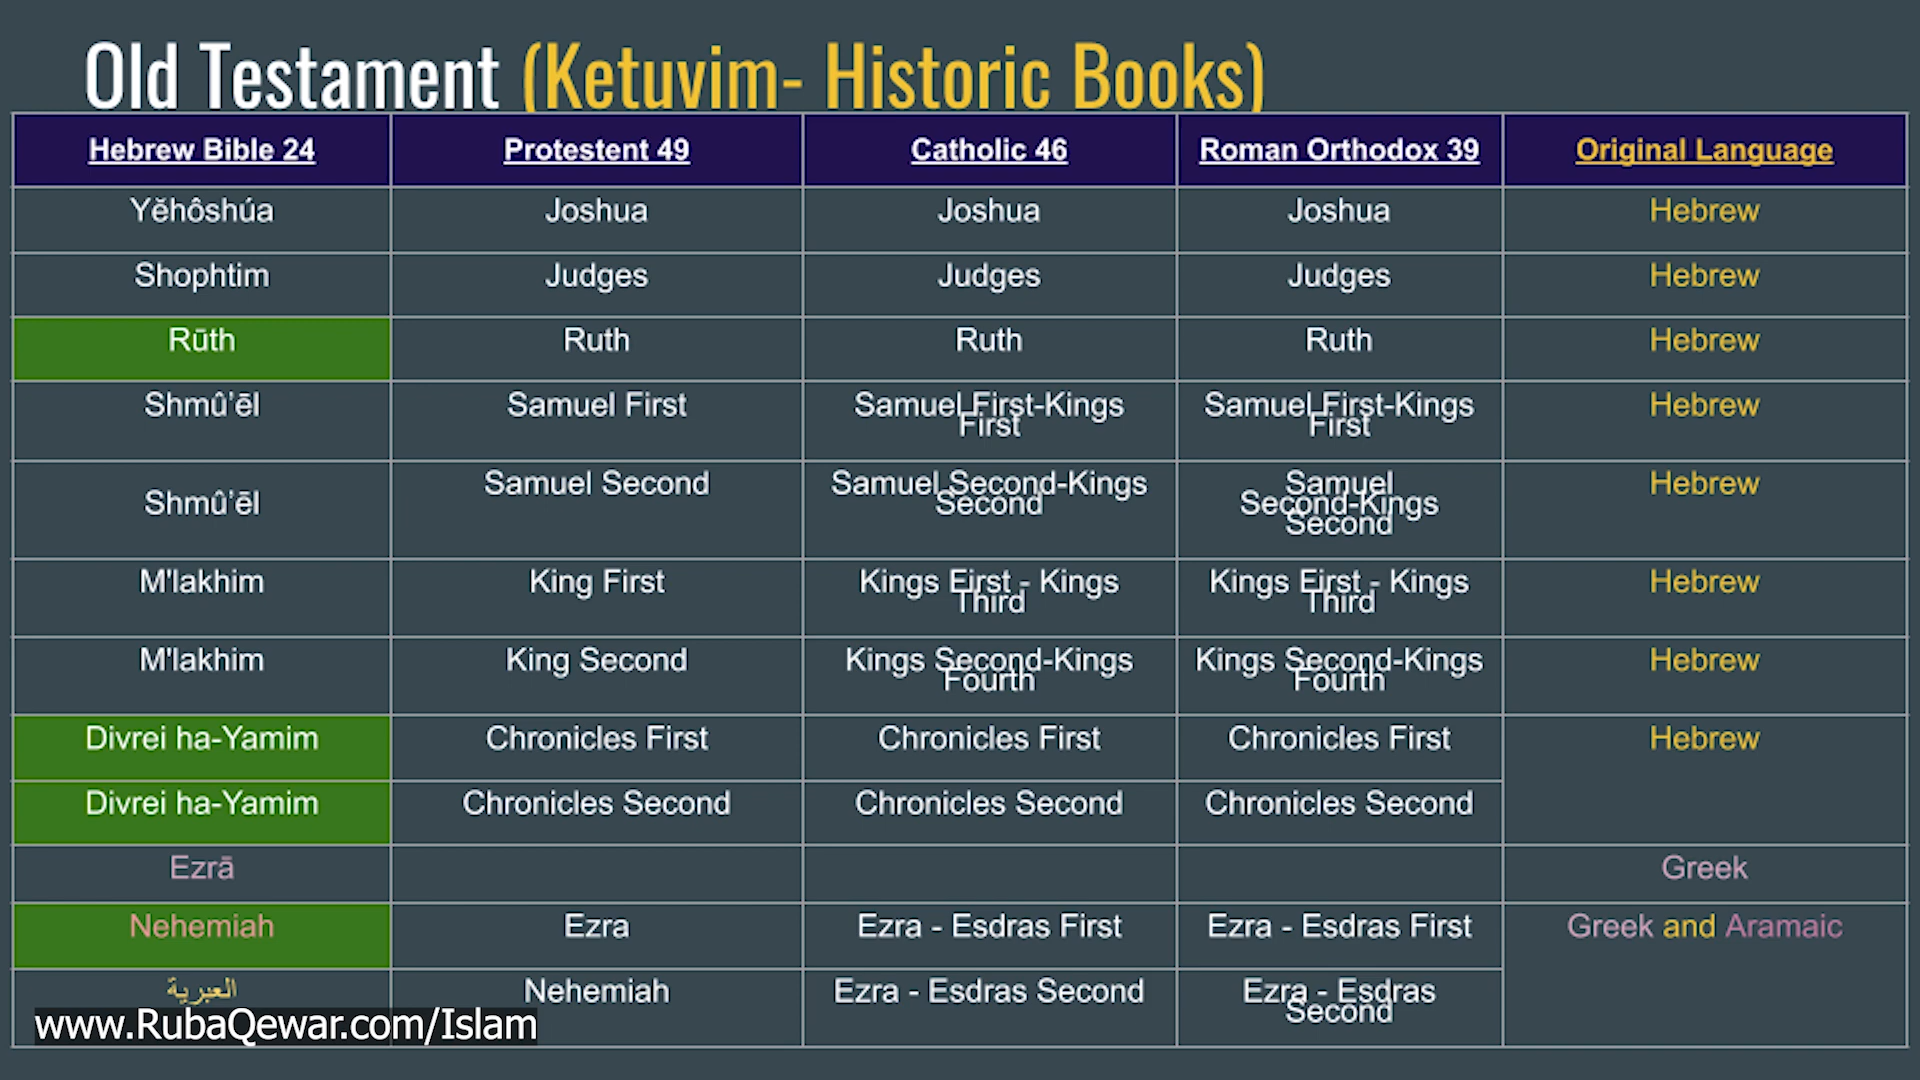 Old Testament (Ketuvim- Historic Books)
Hebrew Bible 24 Protestent 49 Catholic 46 Roman Orthodox 39 Original Language
Yĕhôshúa Joshua Joshua Joshua Hebrew
Shophtim Judges Judges Judges Hebrew
Rūth Ruth Ruth Ruth Hebrew
Shmû’ēl Samuel First Samuel First-Kings Samuel First-Kings Hebrew
First First
Samuel Second Samuel Second-Kings Samuel Hebrew
Shmû’ēl Second Second-Kings
Second
M'lakhim King First Kings First - Kings Kings First - Kings Hebrew
Third Third
M'lakhim King Second Kings Second-Kings Kings Second-Kings Hebrew
Fourth Fourth
Divrei ha-Yamim Chronicles First Chronicles First Chronicles First Hebrew
Divrei ha-Yamim Chronicles Second Chronicles Second Chronicles Second
Ezrā Greek
Nehemiah Ezra Ezra - Esdras First Ezra - Esdras First Greek and Aramaic
العبرية Nehemiah Ezra - Esdras Second Ezra - Esdras
Second
www.RubaQewar.com/Islam